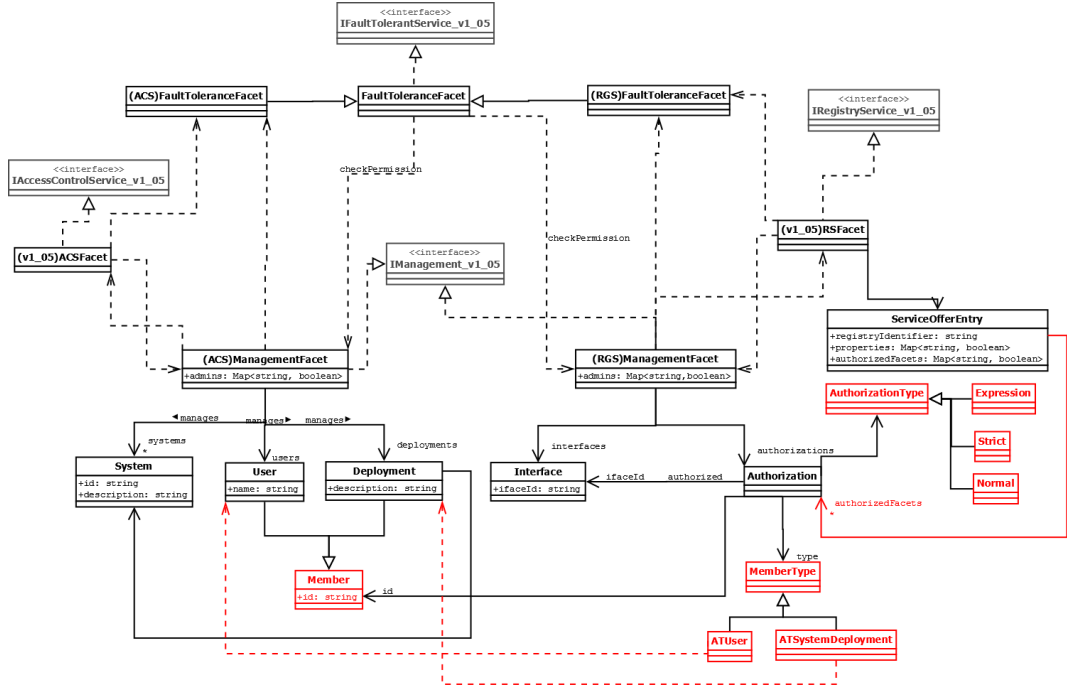 <<interface>>
IFaultTolerantService_v1_05
(ACS)FaultToleranceFacet
FaultToleranceFacet
(RGS)FaultToleranceFacet
<<interface>>
IRegistryService_v1_05
<<interface>>
IAccessControlService_v1_05
checkPermission
(v1_05)ACSFacet
<<interface>>
IManagement_v1_05
checkPermission
(v1_05)RSFacet
ServiceOfferEntry
+registryIdentifier: string
+properties: Map<string, boolean>
+authorizedFacets: Map<string, boolean>
(ACS)ManagementFacet
+admins: Map<string, boolean>
(RGS)ManagementFacet
+admins: Map<string,boolean>
AuthorizationType
Expression
Strict
Normal
manages
manages
manages
systems
*
users
deployments
interfaces
authorizations
System
+id: string
+description: string
User
+name: string
Deployment
+description: string
Interface
+ifaceId: string
ifaceId
authorized
Authorization
authorizedFacets
*
type
Member
+id: string
id
MemberType
ATUser
ATSystemDeployment